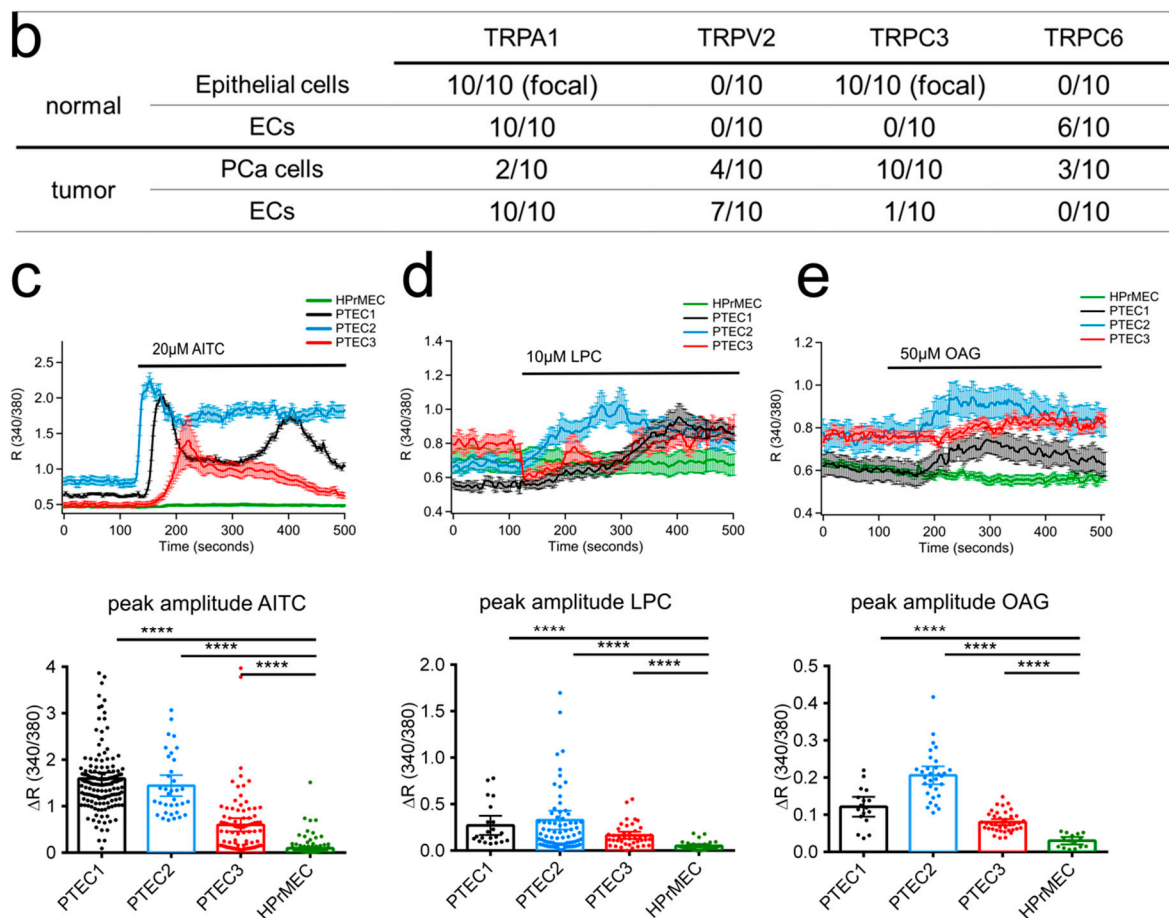 b
TRPA1 TRPV2 TRPC3 TRPC6
normal Epithelial cells 10/10 (focal) 0/10 10/10 (focal) 0/10
ECs 10/10 0/10 0/10 6/10
tumor PCa cells 2/10 4/10 10/10 3/10
ECs 10/10 7/10 1/10 0/10
c
HPrMEC
PTEC1
PTEC2
PTEC3
20µM AITC
R (340/380)
2.5
2.0
1.5
1.0
0.5
0 100 200 300 400 500
Time (seconds)
d
HPrMEC
PTEC1
PTEC2
PTEC3
10µM LPC
R (340/380)
1.4
1.2
1.0
0.8
0.6
0.4
0 100 200 300 400 500
Time (seconds)
e
HPrMEC
PTEC1
PTEC2
PTEC3
50µM OAG
R (340/380)
1.2
1.0
0.8
0.6
0.4
0 100 200 300 400 500
Time (seconds)
peak amplitude AITC
****
****
****
ΔR (340/380)
4
3
2
1
0
PTEC1 PTEC2 PTEC3 HPrMEC
peak amplitude LPC
****
****
****
ΔR (340/380)
2.0
1.5
1.0
0.5
0.0
PTEC1 PTEC2 PTEC3 HPrMEC
peak amplitude OAG
****
****
****
ΔR (340/380)
0.5
0.4
0.3
0.2
0.1
0.0
PTEC1 PTEC2 PTEC3 HPrMEC